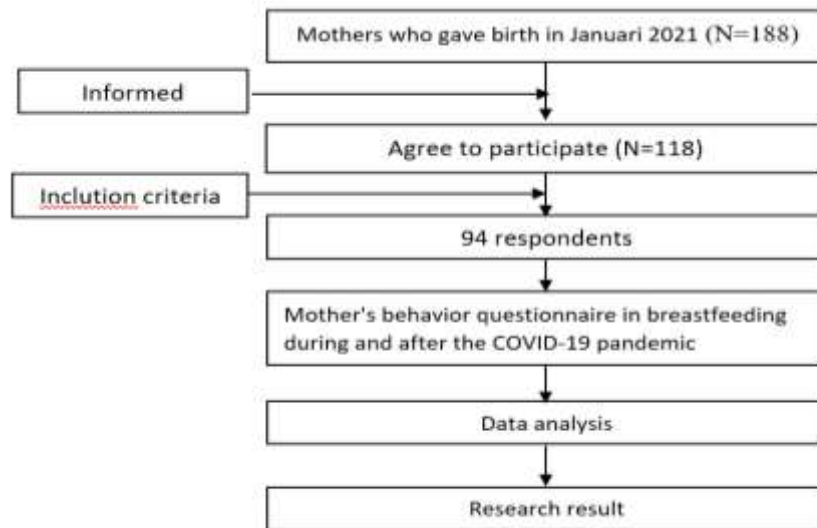 Mothers who gave birth in Januari 2021 (N=188)
Informed
Agree to participate (N=118)
Inclution criteria
94 respondents
Mother's behavior questionnaire in breastfeeding
during and after the COVID-19 pandemic
Data analysis
Research result